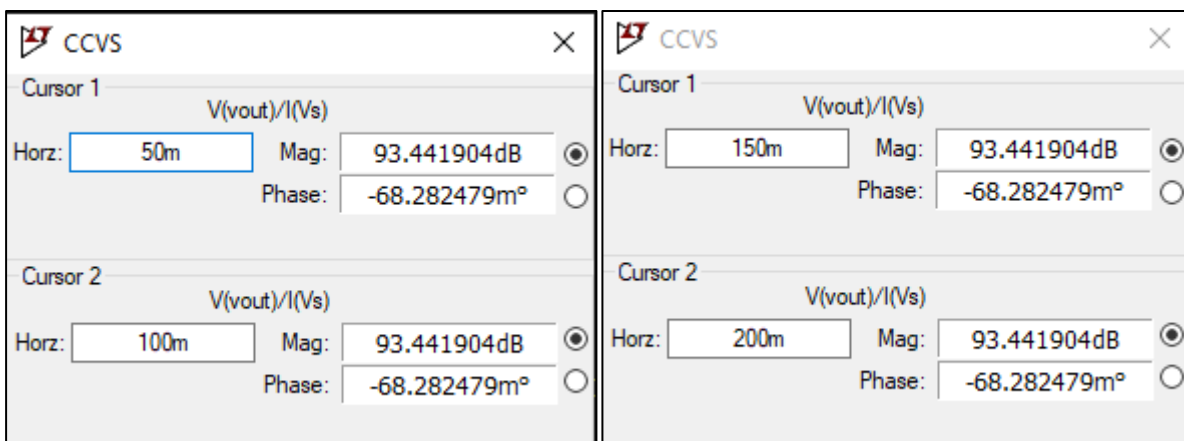 CCVS
Cursor 1
V(vout)/I(Vs)
Horz: 50m Mag: 93.441904dB
Phase: -68.282479m°
Cursor 2
V(vout)/I(Vs)
Horz: 100m Mag: 93.441904dB
Phase: -68.282479m°
CCVS
Cursor 1
V(vout)/I(Vs)
Horz: 150m Mag: 93.441904dB
Phase: -68.282479m°
Cursor 2
V(vout)/I(Vs)
Horz: 200m Mag: 93.441904dB
Phase: -68.282479m°